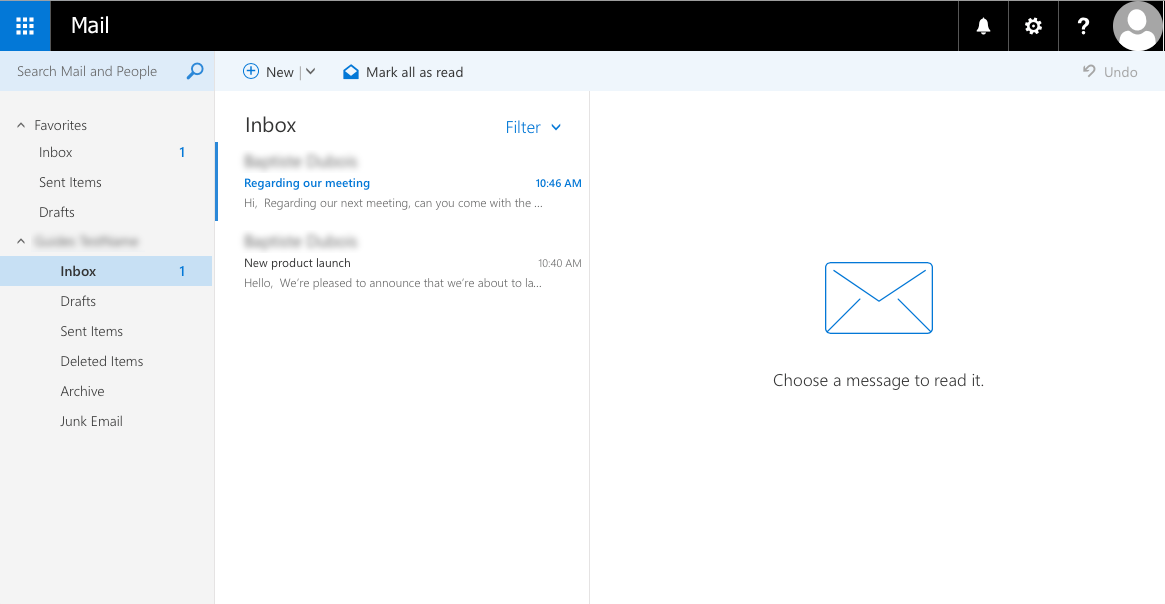 Mail
?
Search Mail and People
New
Mark all as read
Undo
Favorites
Inbox 1
Sent Items
Drafts
Inbox 1
Drafts
Sent Items
Deleted Items
Archive
Junk Email
Inbox
Filter
Regarding our meeting 10:46 AM
Hi, Regarding our next meeting, can you come with the ...
New product launch 10:40 AM
Hello, We're pleased to announce that we're about to la...
Choose a message to read it.